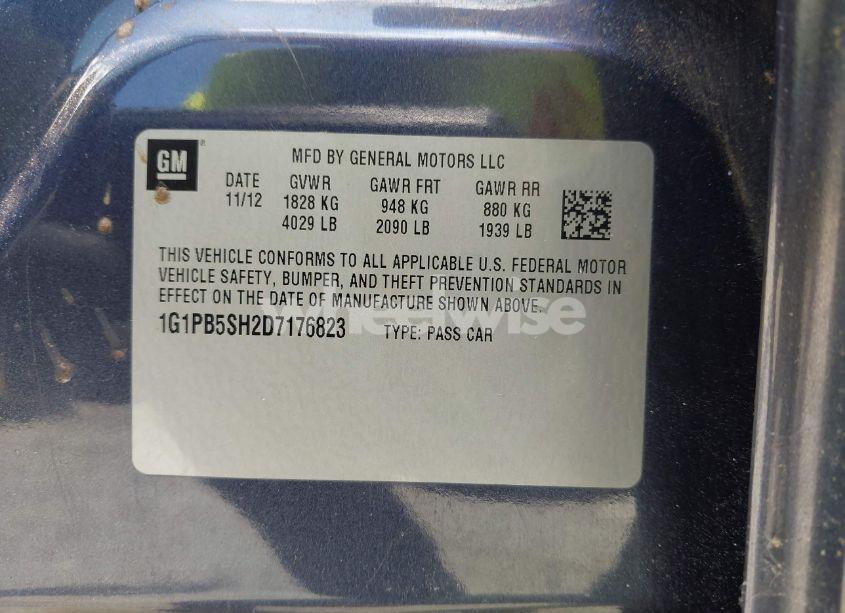 GM
MFD BY GENERAL MOTORS LLC
DATE GVWR GAWR FRT GAWR RR
11/12 1828 KG 948 KG 880 KG
4029 LB 2090 LB 1939 LB
THIS VEHICLE CONFORMS TO ALL APPLICABLE U.S. FEDERAL MOTOR
VEHICLE SAFETY, BUMPER, AND THEFT PREVENTION STANDARDS IN
EFFECT ON THE DATE OF MANUFACTURE SHOWN ABOVE.
wheelwise
1G1PB5SH2D7176823 TYPE: PASS CAR